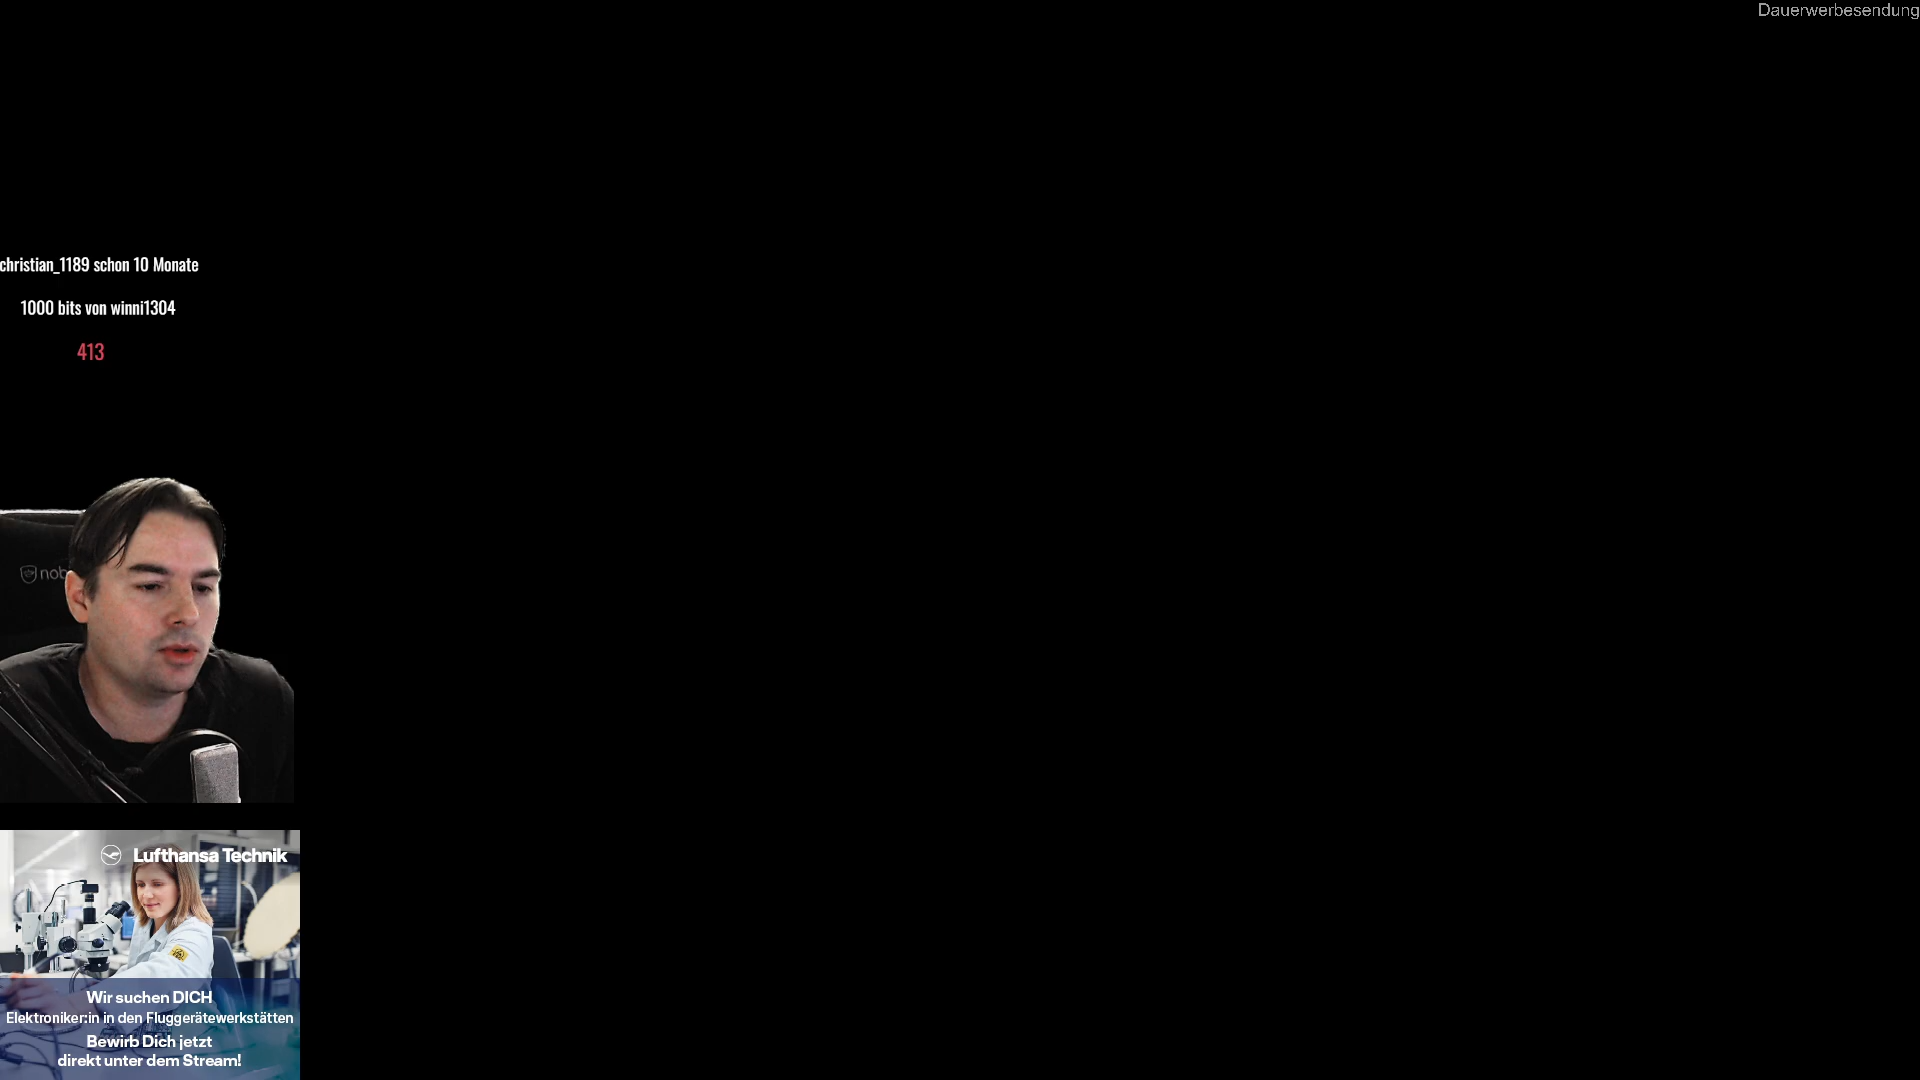 Dauerwerbesendung
christian_1189 schon 10 Monate
1000 bits von winni1304
413
nob
Lufthansa Technik
Wir suchen DICH
Elektroniker:in in den Fluggerätewerkstätten
Bewirb Dich jetzt
direkt unter dem Stream!